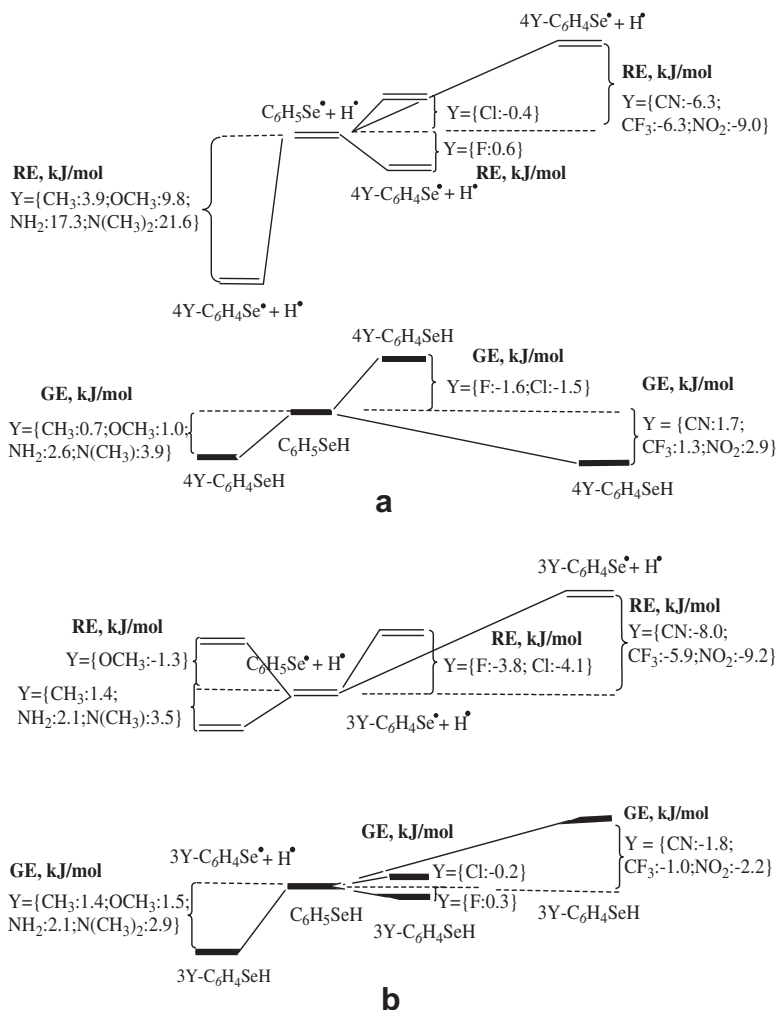 4Y-C₆H₄Se•+ H•
RE, kJ/mol
Y={CN:-6.3;
CF₃:-6.3;NO₂:-9.0}
C₆H₅Se•+ H•
Y={Cl:-0.4}
Y={F:0.6}
RE, kJ/mol
4Y-C₆H₄Se•+ H•
RE, kJ/mol
Y={CH₃:3.9;OCH₃:9.8;
NH₂:17.3;N(CH₃)₂:21.6}
4Y-C₆H₄Se•+ H•
4Y-C₆H₄SeH
GE, kJ/mol
Y={F:-1.6;Cl:-1.5}
GE, kJ/mol
Y={CH₃:0.7;OCH₃:1.0;
NH₂:2.6;N(CH₃):3.9}
C₆H₅SeH
4Y-C₆H₄SeH
GE, kJ/mol
Y = {CN:1.7;
CF₃:1.3;NO₂:2.9}
4Y-C₆H₄SeH
a
3Y-C₆H₄Se•+ H•
RE, kJ/mol
Y={CN:-8.0;
CF₃:-5.9;NO₂:-9.2}
RE, kJ/mol
Y={OCH₃:-1.3}
C₆H₅Se•+ H•
RE, kJ/mol
Y={F:-3.8; Cl:-4.1}
Y={CH₃:1.4;
NH₂:2.1;N(CH₃):3.5}
3Y-C₆H₄Se•+ H•
GE, kJ/mol
Y = {CN:-1.8;
CF₃:-1.0;NO₂:-2.2}
GE, kJ/mol
3Y-C₆H₄Se•+ H•
Y={Cl:-0.2}
GE, kJ/mol
Y={CH₃:1.4;OCH₃:1.5;
NH₂:2.1;N(CH₃)₂:2.9}
C₆H₅SeH
Y={F:0.3}
3Y-C₆H₄SeH
3Y-C₆H₄SeH
3Y-C₆H₄SeH
b